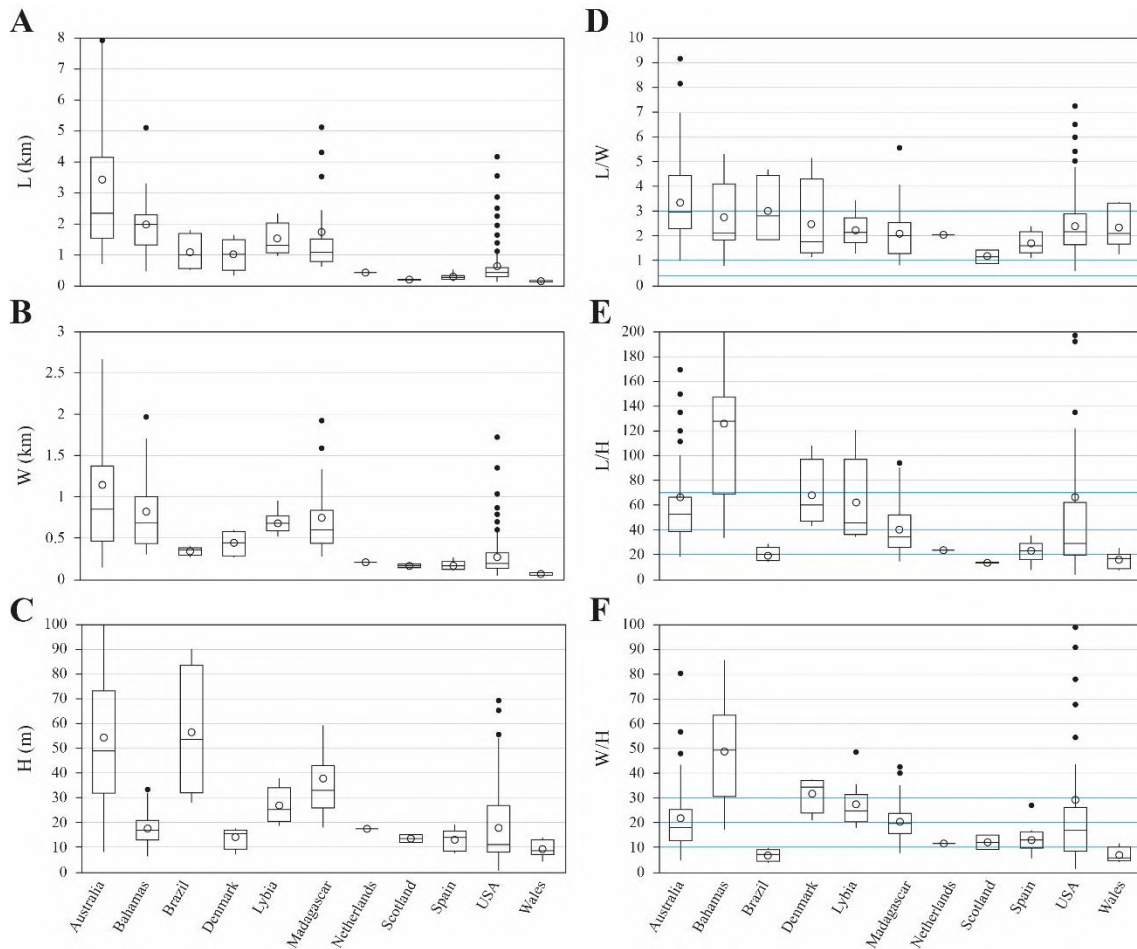 A
8
7
6
5
4
3
2
1
0
L (km)
B
3
2.5
2
1.5
1
0.5
0
W (km)
C
100
90
80
70
60
50
40
30
20
10
0
H (m)
Australia
Bahamas
Brazil
Denmark
Lybia
Madagascar
Netherlands
Scotland
Spain
USA
Wales
D
10
9
8
7
6
5
4
3
2
1
0
L/W
E
200
180
160
140
120
100
80
60
40
20
0
L/H
F
100
90
80
70
60
50
40
30
20
10
0
W/H
Australia
Bahamas
Brazil
Denmark
Lybia
Madagascar
Netherlands
Scotland
Spain
USA
Wales